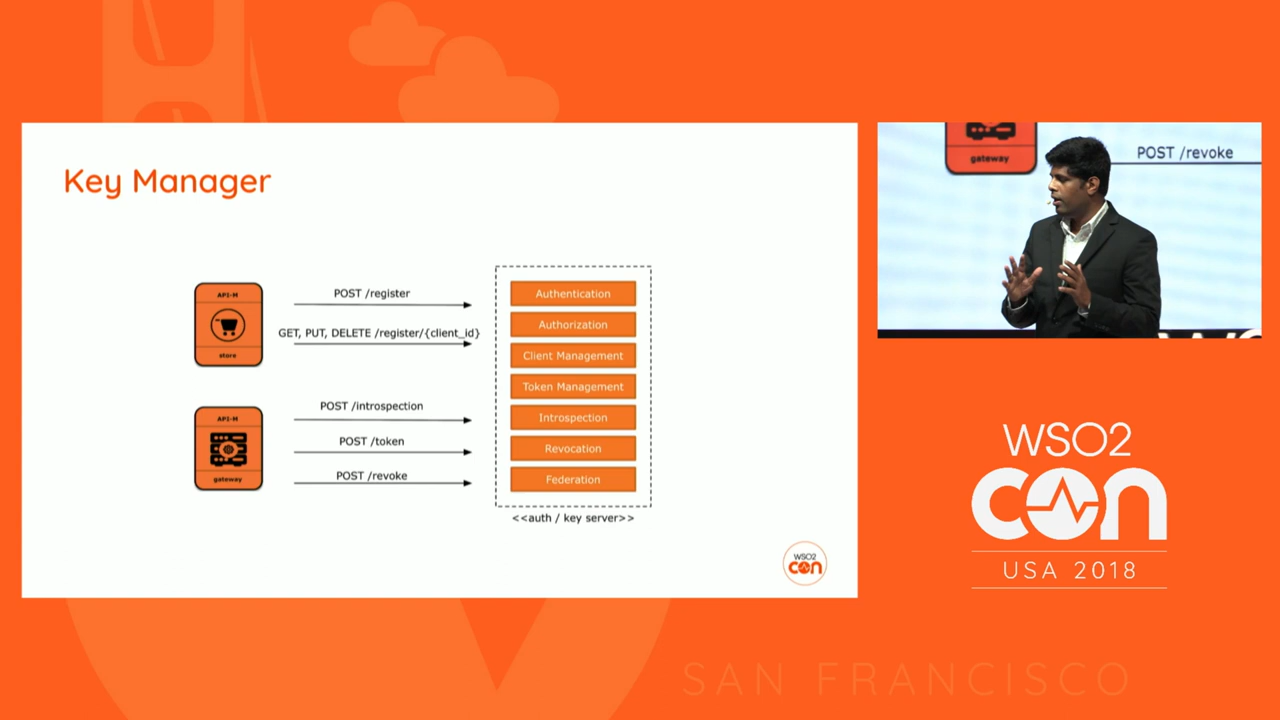 Key Manager
API-M
store
POST /register
GET, PUT, DELETE /register/{client_id}
API-M
gateway
POST /introspection
POST /token
POST /revoke
Authentication
Authorization
Client Management
Token Management
Introspection
Revocation
Federation
<<auth / key server>>
WSO2
con
gateway
POST /revoke
WSO2
con
USA 2018
SAN FRANCISCO